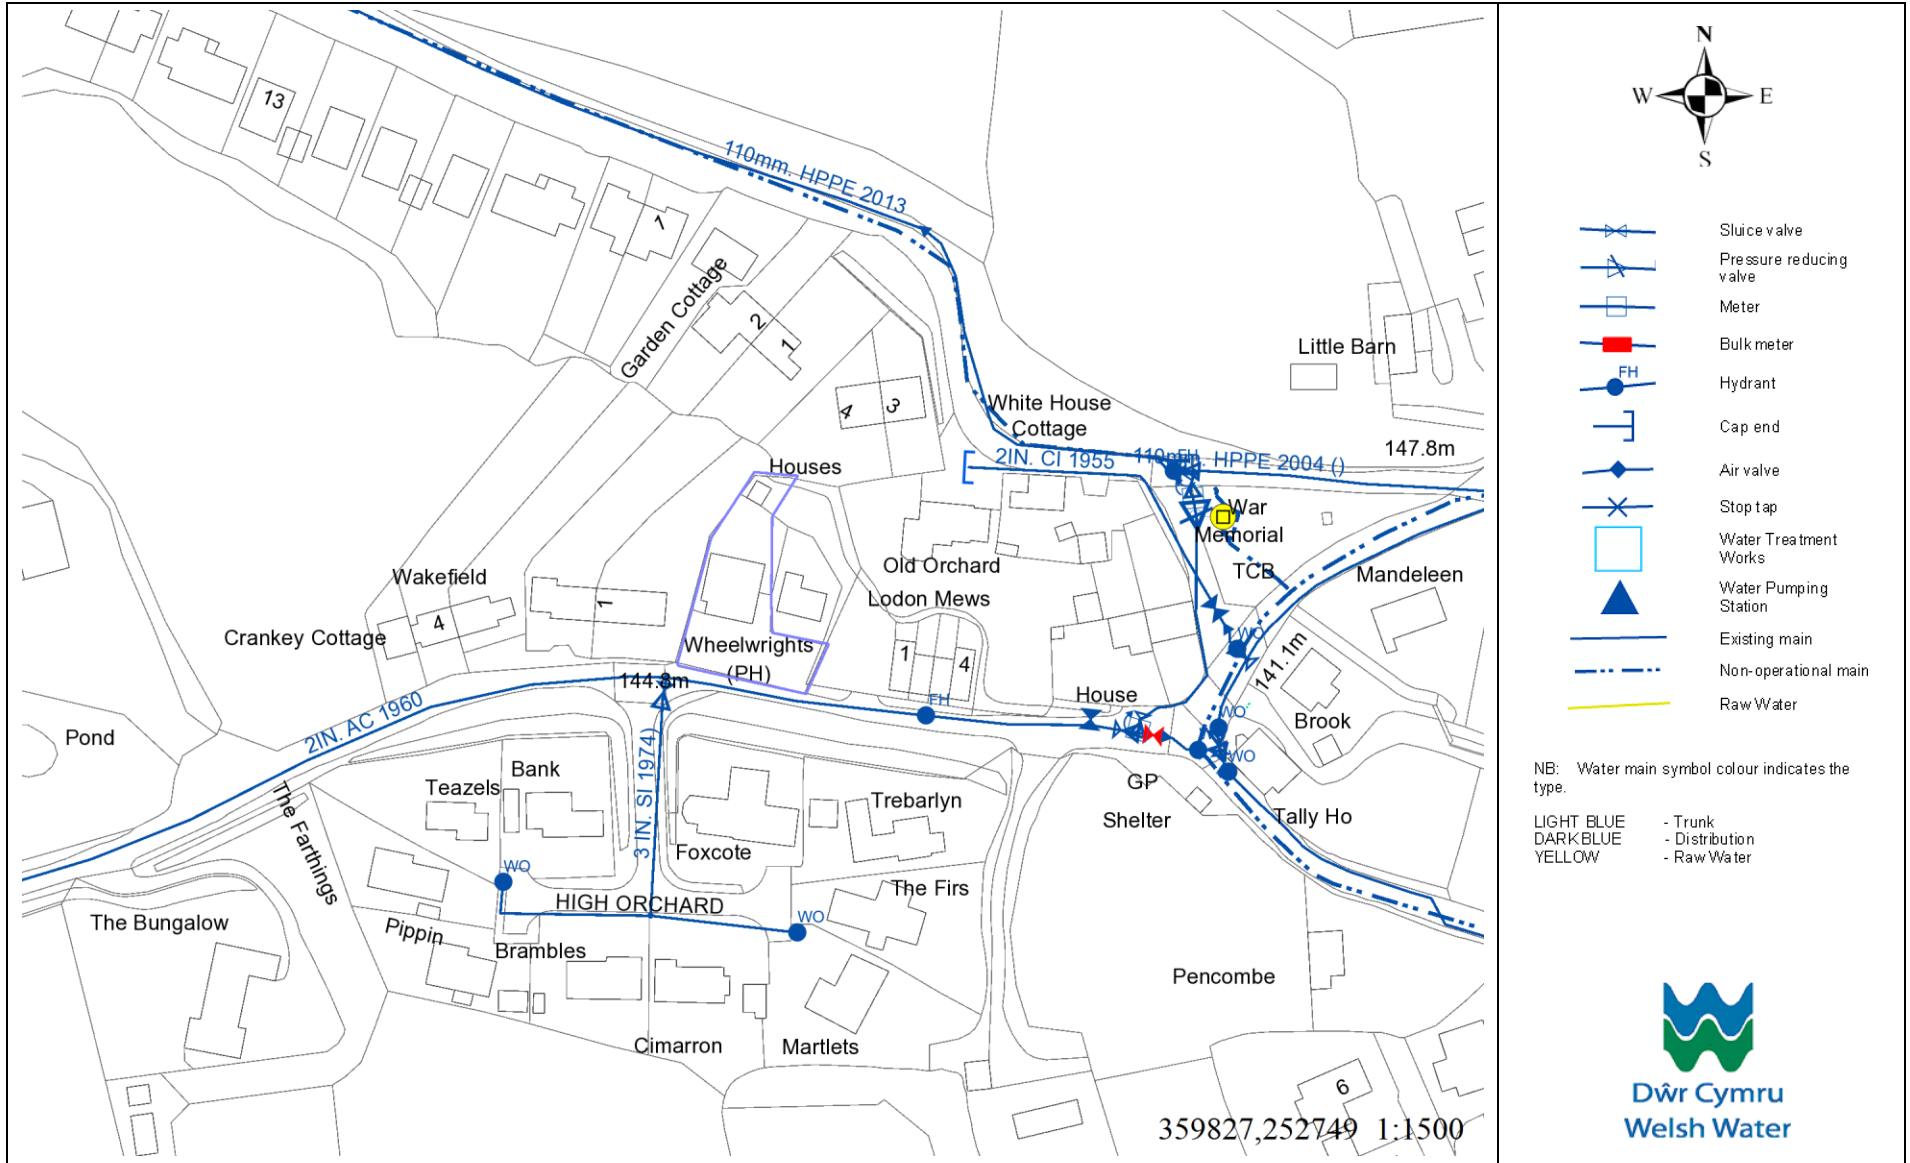 13
110mm. HPPE 2013
7
Garden Cottage
2
1
4
3
Little Barn
White House
Cottage
147.8m
2IN. CI 1955
110mm. HPPE 2004 ()
FH
Houses
War
Memorial
TCB
Mandeleen
Old Orchard
Lodon Mews
Wakefield
4
1
Crankey Cottage
Wheelwrights
(PH)
1
4
WO
141.1m
144.8m
House
FH
2IN. AC 1960
Pond
WO
Brook
WO
3 IN. SI 1974)
Bank
Teazels
The Farthings
GP
Shelter
Tally Ho
Trebarlyn
Foxcote
WO
The Firs
HIGH ORCHARD
WO
The Bungalow
Pippin
Brambles
Pencombe
Cimarron
Martlets
6
359827,252749 1:1500
N
W E
S
Sluice valve
Pressure reducing
valve
Meter
Bulk meter
FH
Hydrant
Cap end
Air valve
Stop tap
Water Treatment
Works
Water Pumping
Station
Existing main
Non-operational main
Raw Water
NB: Water main symbol colour indicates the
type.
LIGHT BLUE - Trunk
DARK BLUE - Distribution
YELLOW - Raw Water
Dŵr Cymru
Welsh Water